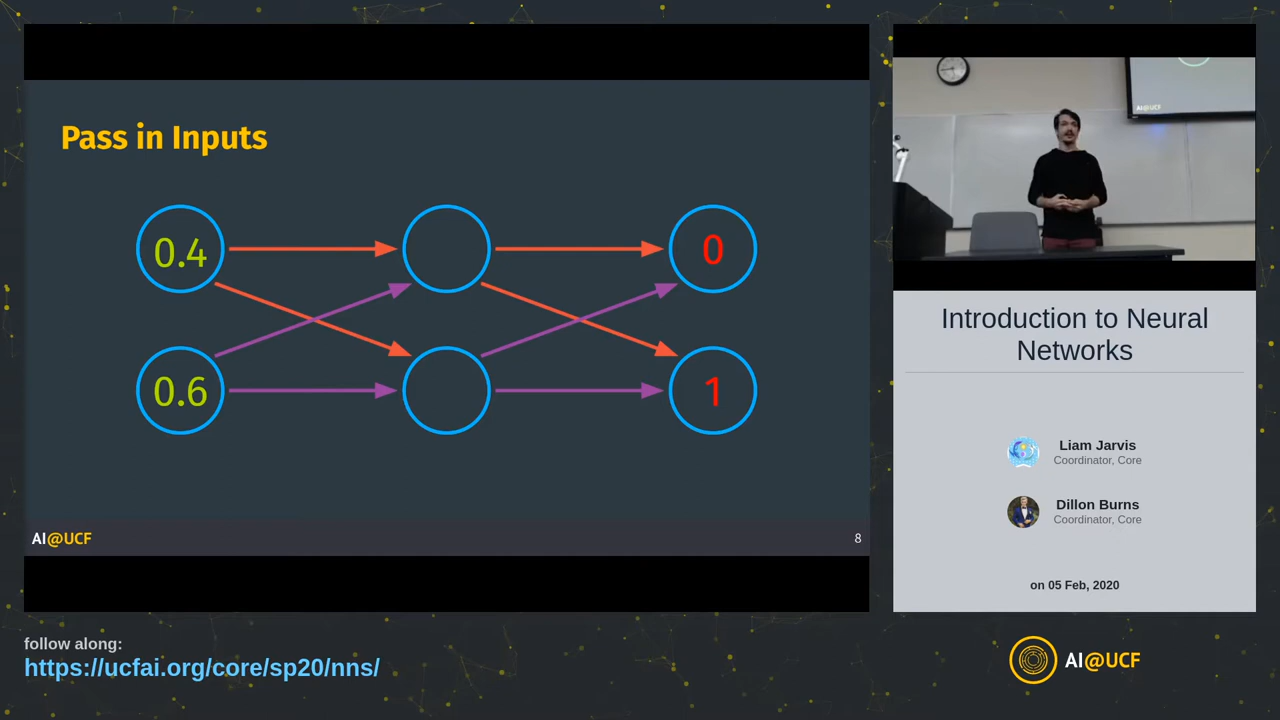 Pass in Inputs
0.4
0
0.6
1
AI@UCF
8
AI@UCF
Introduction to Neural
Networks
Liam Jarvis
Coordinator, Core
Dillon Burns
Coordinator, Core
on 05 Feb, 2020
follow along:
https://ucfai.org/core/sp20/nns/
AI@UCF